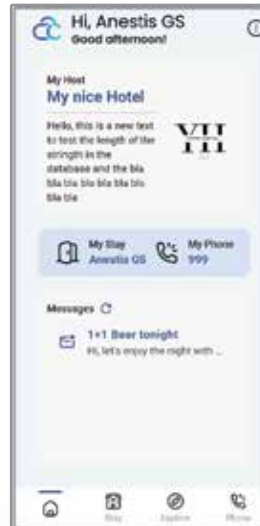 Hi, Anestis GS
Good afternoon!
My Host
My nice Hotel
Hello, this is a new text
to test the length of the
stringth in the
database and the bla
bla bla bla bla bla bla
bla bla
YH
My Stay
Anestis GS
My Phone
999
Messages
1+1 Beer tonight
Hi, let's enjoy the night with ...
Stay
Explore
Phone